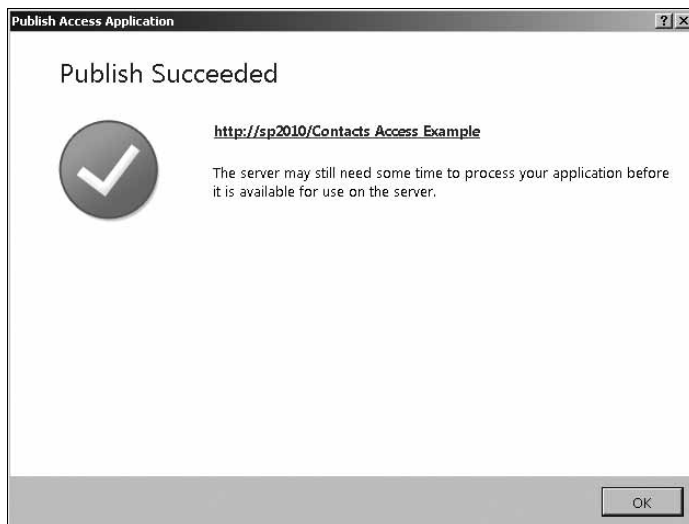 Publish Access Application
Publish Succeeded
http://sp2010/Contacts Access Example
The server may still need some time to process your application before
it is available for use on the server.
OK